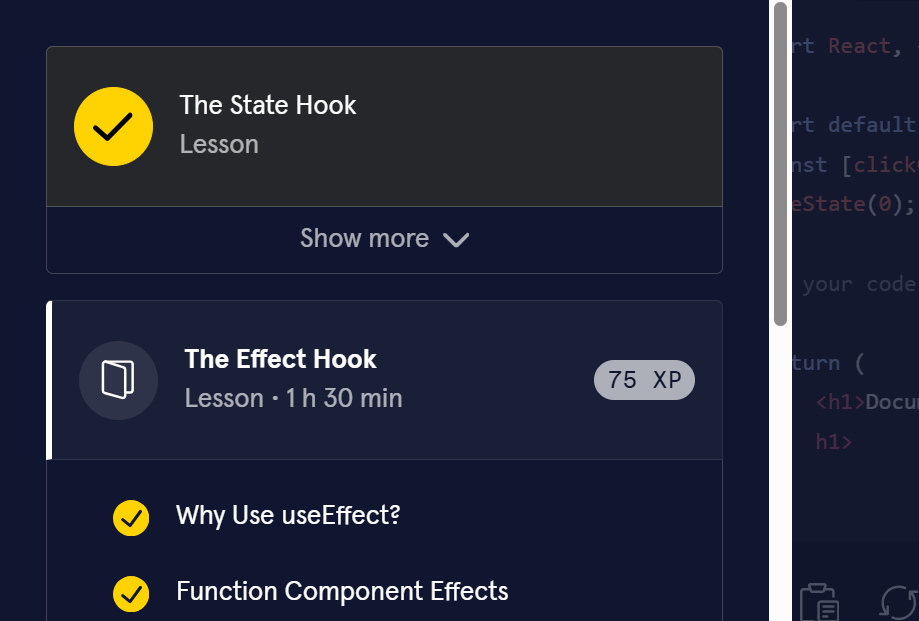 The State Hook
Lesson
Show more
The Effect Hook
Lesson • 1 h 30 min
75 XP
Why Use useEffect?
Function Component Effects
rt React,
rt default
nst [click
eState(0);
your code
turn (
<h1>Docu
h1>